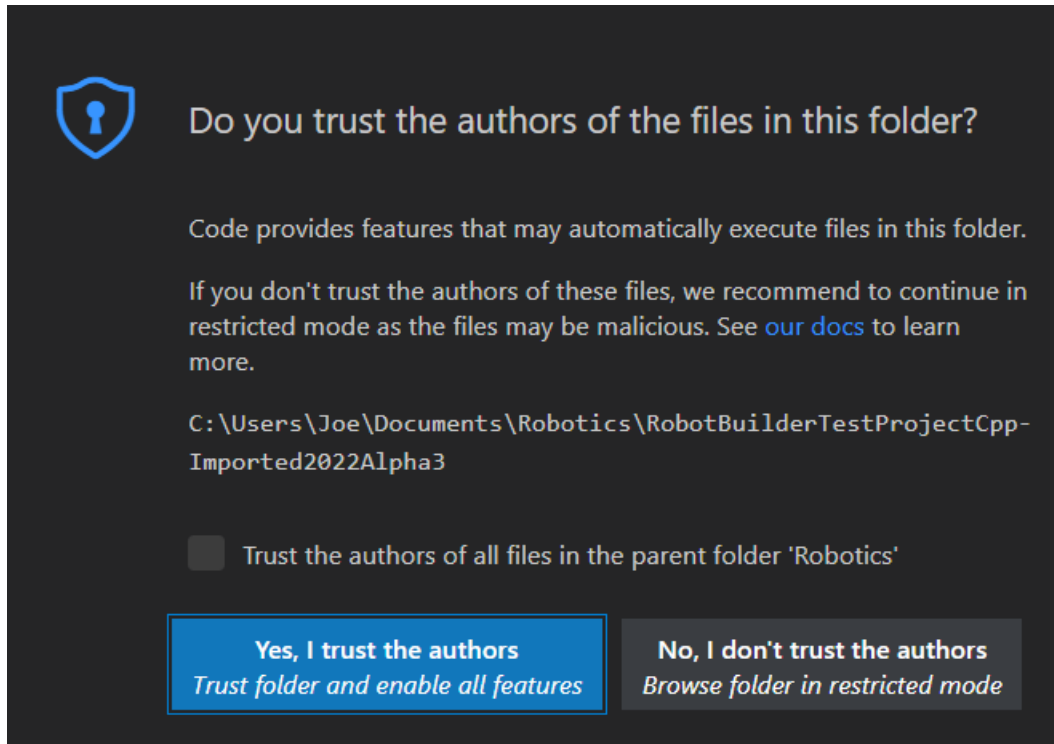 Do you trust the authors of the files in this folder?
Code provides features that may automatically execute files in this folder.
If you don't trust the authors of these files, we recommend to continue in
restricted mode as the files may be malicious. See our docs to learn
more.
C:\Users\Joe\Documents\Robotics\RobotBuilderTestProjectCpp-
Imported2022Alpha3
Trust the authors of all files in the parent folder 'Robotics'
Yes, I trust the authors
Trust folder and enable all features
No, I don't trust the authors
Browse folder in restricted mode